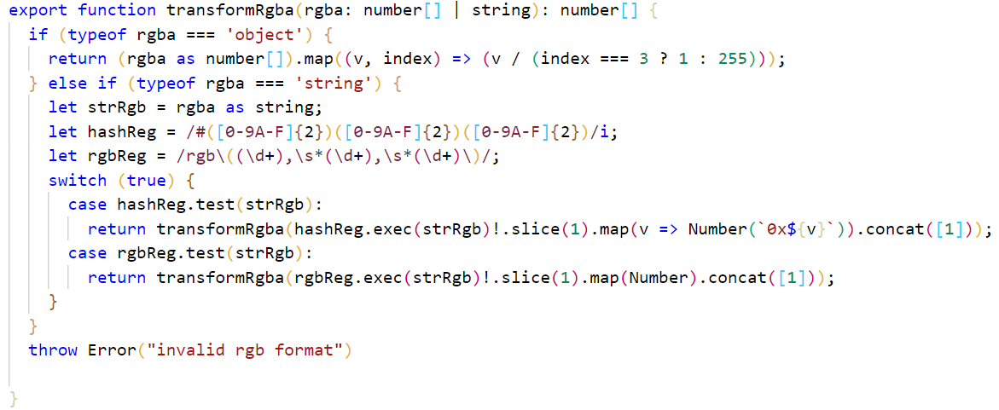 export function transformRgba(rgba: number[] | string): number[] {
  if (typeof rgba === 'object') {
    return (rgba as number[]).map((v, index) => (v / (index === 3 ? 1 : 255)));
  } else if (typeof rgba === 'string') {
    let strRgb = rgba as string;
    let hashReg = /#([0-9A-F]{2})([0-9A-F]{2})([0-9A-F]{2})/i;
    let rgbReg = /rgb\((\d+),\s*(\d+),\s*(\d+)\)/;
    switch (true) {
      case hashReg.test(strRgb):
        return transformRgba(hashReg.exec(strRgb)!.slice(1).map(v => Number(`0x${v}`)).concat([1]));
      case rgbReg.test(strRgb):
        return transformRgba(rgbReg.exec(strRgb)!.slice(1).map(Number).concat([1]));
    }
  }
  throw Error("invalid rgb format")
}